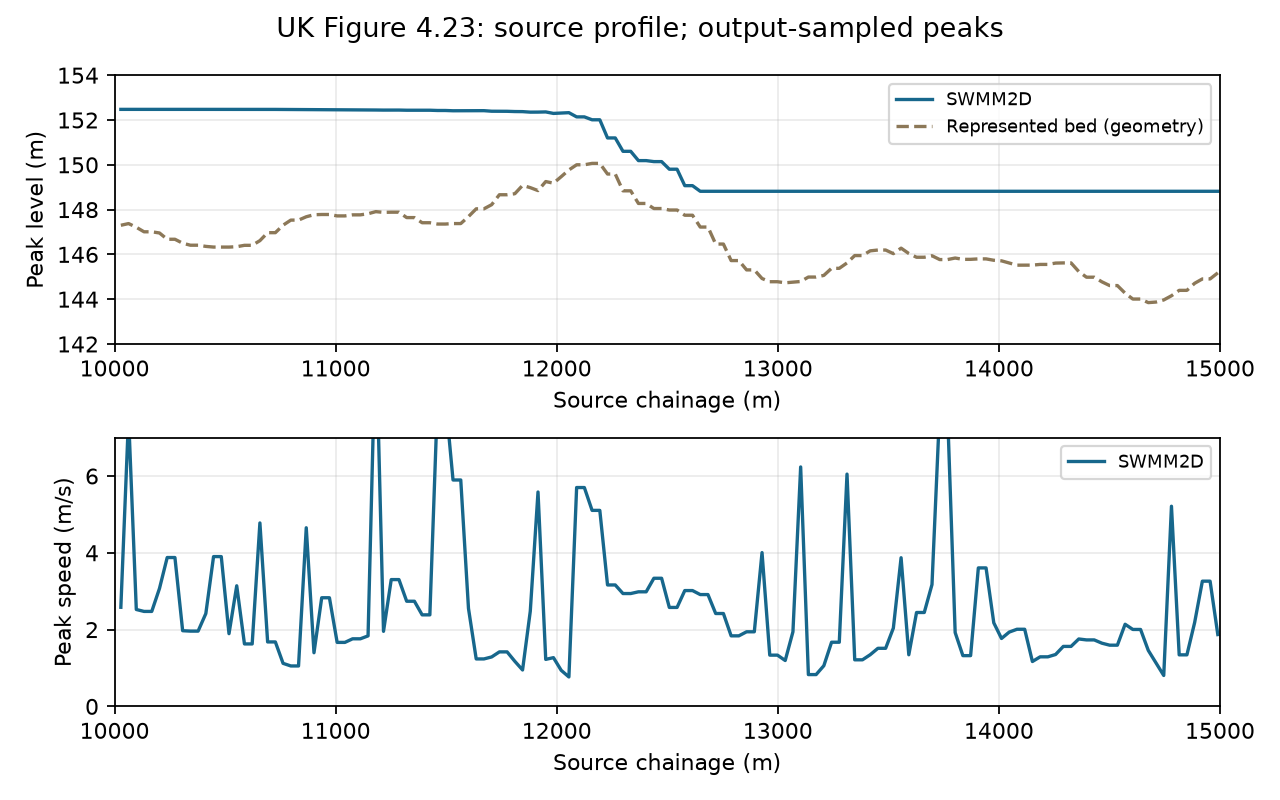 UK Figure 4.23: source profile; output-sampled peaks
154
152
150
148
146
144
142
Peak level (m)
SWMM2D
Represented bed (geometry)
10000 11000 12000 13000 14000 15000
Source chainage (m)
6
4
2
0
Peak speed (m/s)
SWMM2D
10000 11000 12000 13000 14000 15000
Source chainage (m)